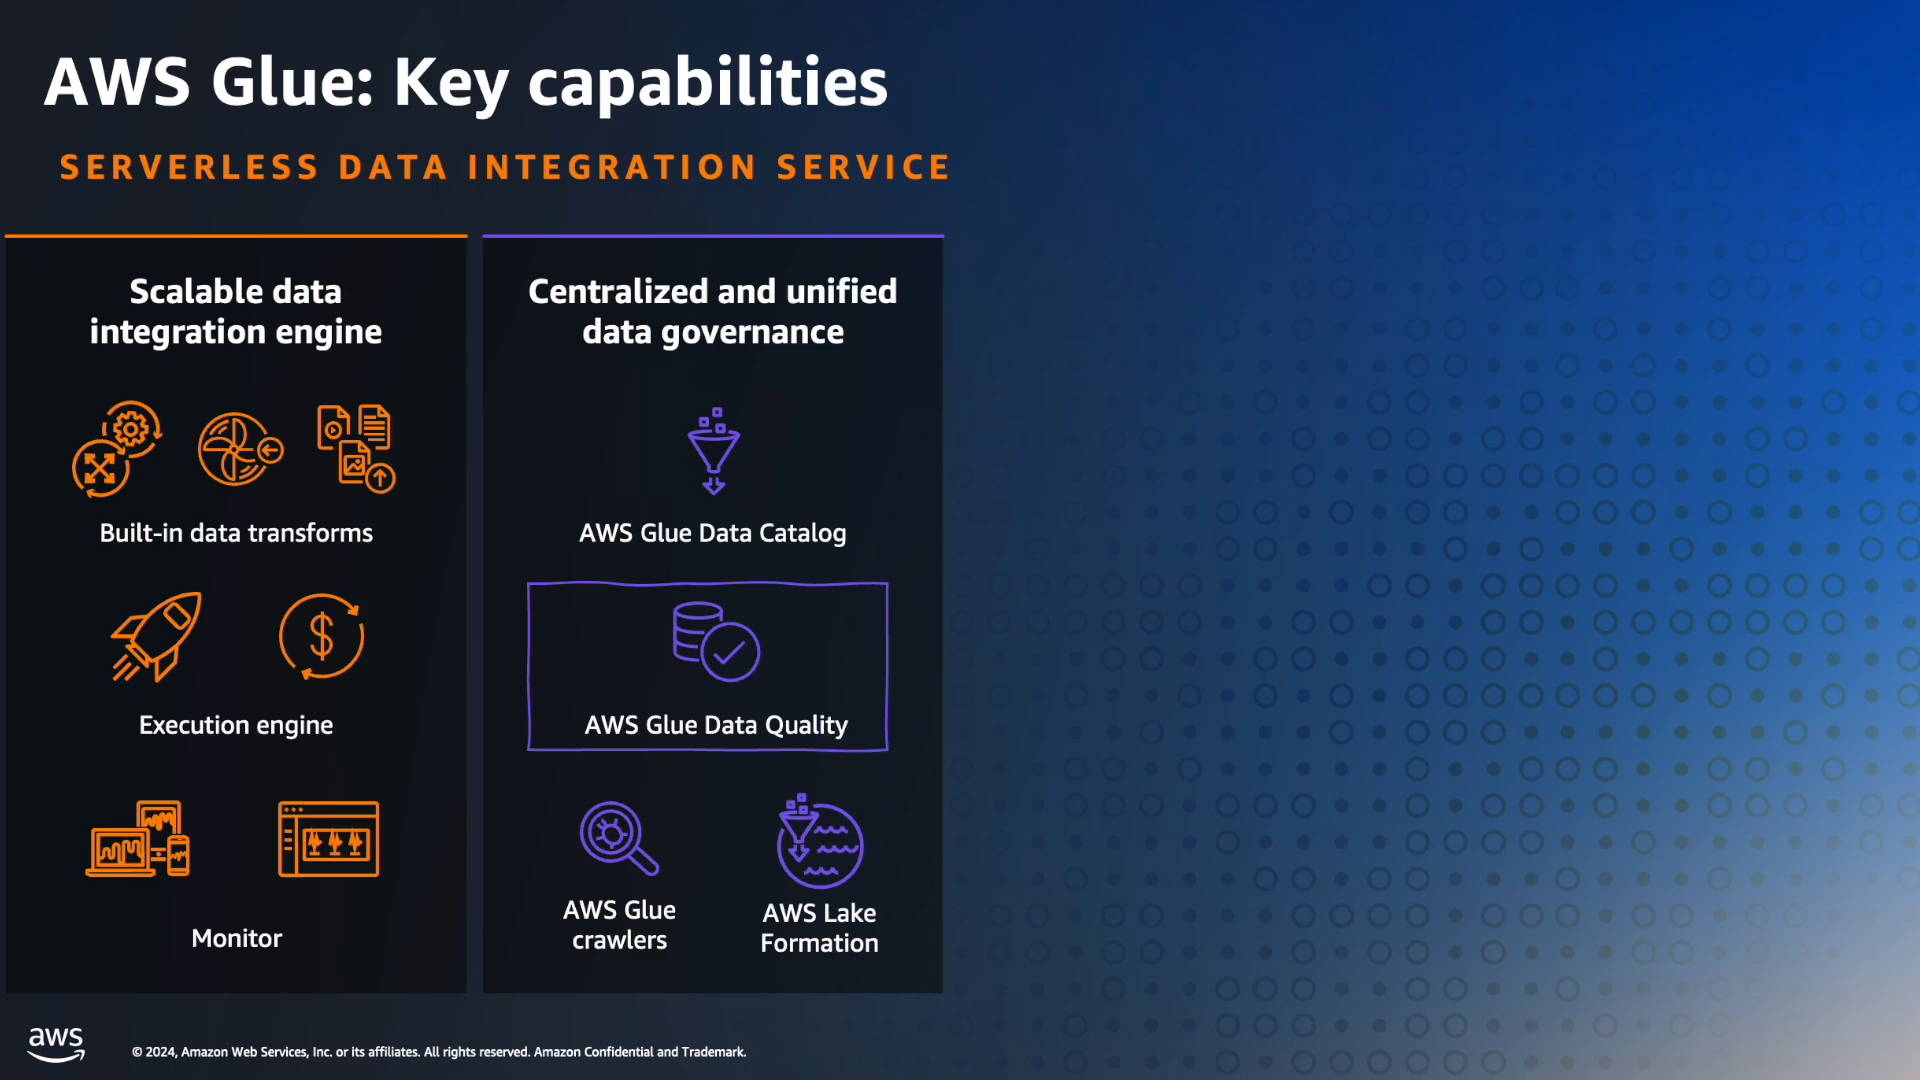 AWS Glue: Key capabilities
SERVERLESS DATA INTEGRATION SERVICE
Scalable data
integration engine
Built-in data transforms
Execution engine
Monitor
Centralized and unified
data governance
AWS Glue Data Catalog
AWS Glue Data Quality
AWS Glue
crawlers
AWS Lake
Formation
aws
© 2024, Amazon Web Services, Inc. or its affiliates. All rights reserved. Amazon Confidential and Trademark.